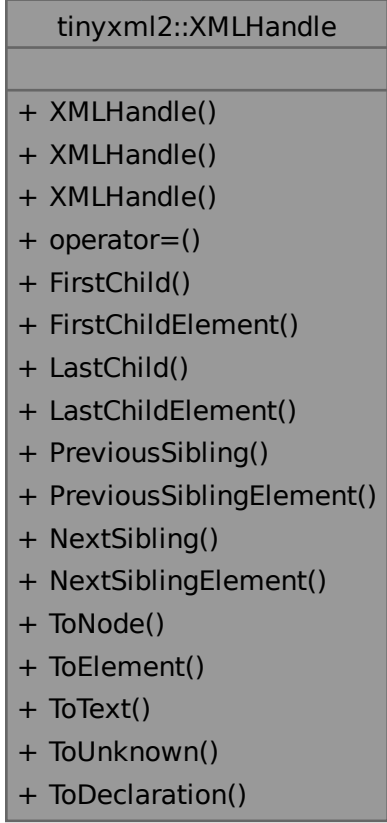 tinyxml2::XMLHandle
+ XMLHandle()
+ XMLHandle()
+ XMLHandle()
+ operator=()
+ FirstChild()
+ FirstChildElement()
+ LastChild()
+ LastChildElement()
+ PreviousSibling()
+ PreviousSiblingElement()
+ NextSibling()
+ NextSiblingElement()
+ ToNode()
+ ToElement()
+ ToText()
+ ToUnknown()
+ ToDeclaration()